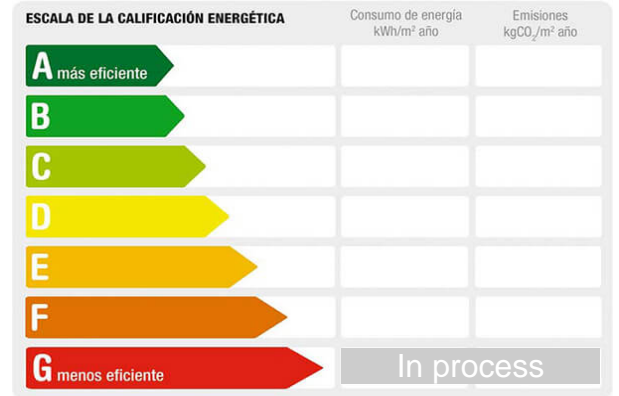 ESCALA DE LA CALIFICACIÓN ENERGÉTICA
Consumo de energía
kWh/m² año
Emisiones
kgCO₂/m² año
A más eficiente
B
C
D
E
F
G menos eficiente
In process